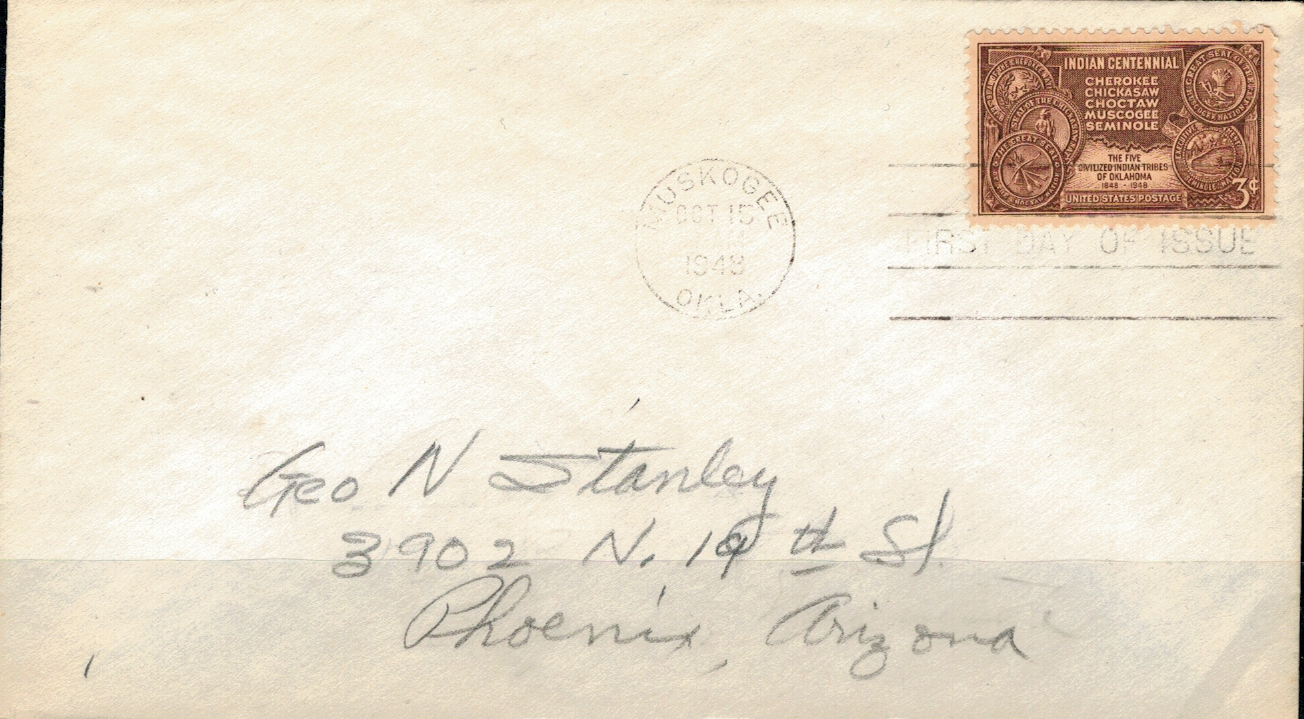 INDIAN CENTENNIAL
CHEROKEE
CHICKASAW
CHOCTAW
MUSCOGEE
SEMINOLE
THE FIVE
CIVILIZED INDIAN TRIBES
OF OKLAHOMA
1848 - 1948
3¢
UNITED STATES POSTAGE
MUSKOGEE
OCT 15
1948
OKLA.
FIRST DAY OF ISSUE
Geo N Stanley
3902 N. 19th St.
Phoenix, Arizona